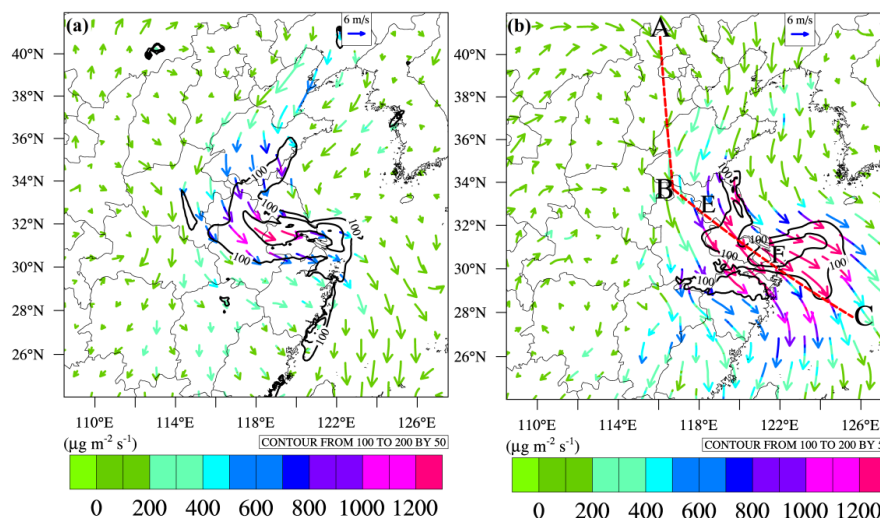 (a)
6 m/s
40°N
38°N
36°N
34°N
32°N
30°N
28°N
26°N
100
100
100
100
100
110°E
114°E
118°E
122°E
126°E
(μg m⁻² s⁻¹)
CONTOUR FROM 100 TO 200 BY 50
0 200 400 600 800 1000 1200
(b)
6 m/s
A
40°N
38°N
36°N
34°N
32°N
30°N
28°N
26°N
100
B
E
100
F
100
100
100
C
110°E
114°E
118°E
122°E
126°E
(μg m⁻² s⁻¹)
CONTOUR FROM 100 TO 200 BY 5
0 200 400 600 800 1000 1200